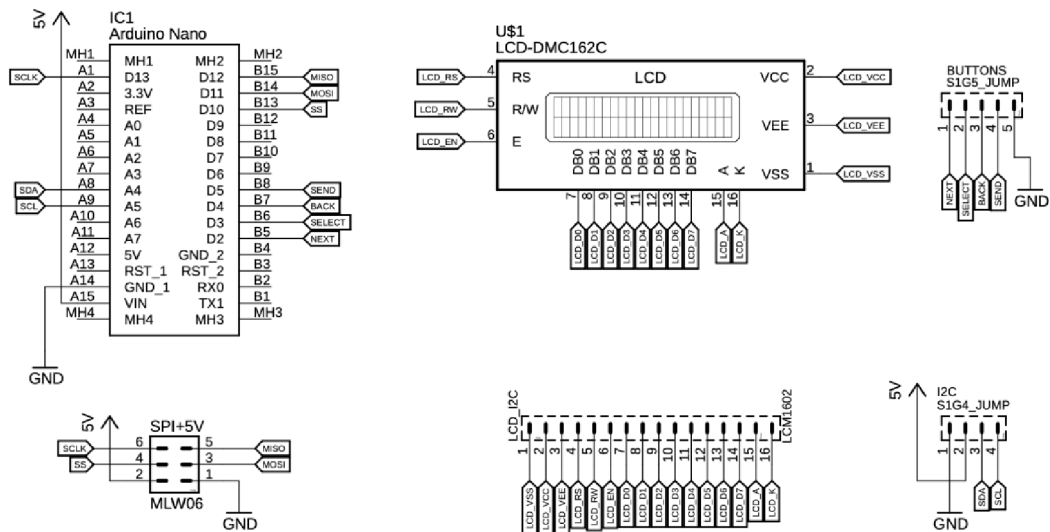 5V
IC1
Arduino Nano
MH1 MH1 MH2 MH2
SCLK A1 D13 D12 B15 MISO
A2 3.3V D11 B14 MOSI
A3 REF D10 B13 SS
A4 A0 D9 B12
A5 A1 D8 B11
A6 A2 D7 B10
A7 A3 D6 B9
SDA A8 A4 D5 B8 SEND
SCL A9 A5 D4 B7 BACK
A10 A6 D3 B6 SELECT
A11 A7 D2 B5 NEXT
A12 5V GND_2 B4
A13 RST_1 RST_2 B3
A14 GND_1 RX0 B2
A15 VIN TX1 B1
MH4 MH4 MH3 MH3
GND
U$1
LCD-DMC162C
LCD_RS 4 RS LCD VCC 2 LCD_VCC
LCD_RW 5 R/W VEE 3 LCD_VEE
LCD_EN 6 E VSS 1 LCD_VSS
DB0 DB1 DB2 DB3 DB4 DB5 DB6 DB7 A K
7 8 9 10 11 12 13 14 15 16
LCD_D0 LCD_D1 LCD_D2 LCD_D3 LCD_D4 LCD_D5 LCD_D6 LCD_D7 LCD_A LCD_K
BUTTONS
S1G5_JUMP
1 2 3 4 5
NEXT SELECT BACK SEND
GND
5V
SPI+5V
SCLK 6 5 MISO
SS 4 3 MOSI
2 1
MLW06
GND
LCD_I2C
LCM1602
1 2 3 4 5 6 7 8 9 10 11 12 13 14 15 16
LCD_VSS LCD_VCC LCD_VEE LCD_RS LCD_RW LCD_EN LCD_D0 LCD_D1 LCD_D2 LCD_D3 LCD_D4 LCD_D5 LCD_D6 LCD_D7 LCD_A LCD_K
5V
I2C
S1G4_JUMP
1 2 3 4
SDA SCL
GND